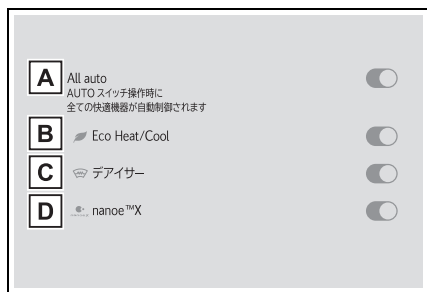 A All auto
AUTO スイッチ操作時に
全ての快適機器が自動制御されます
B Eco Heat/Cool
C デアイサー
D nanoe™X